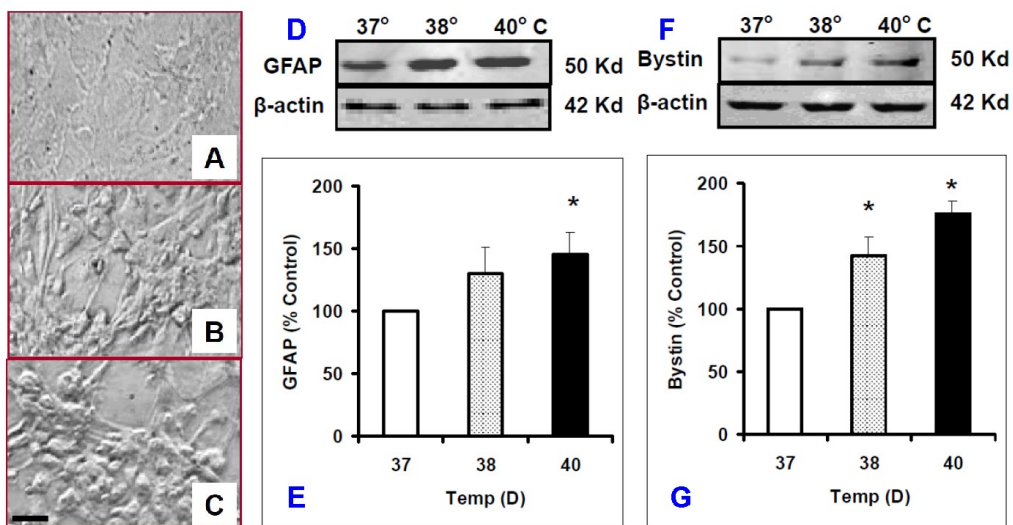 A
B
C
D
37° 38° 40° C
GFAP 50 Kd
β-actin 42 Kd
F
37° 38° 40° C
Bystin 50 Kd
β-actin 42 Kd
200
150
100
50
0
GFAP (% Control)
*
37 38 40
Temp (D)
E
200
150
100
50
0
Bystin (% Control)
* *
37 38 40
Temp (D)
G